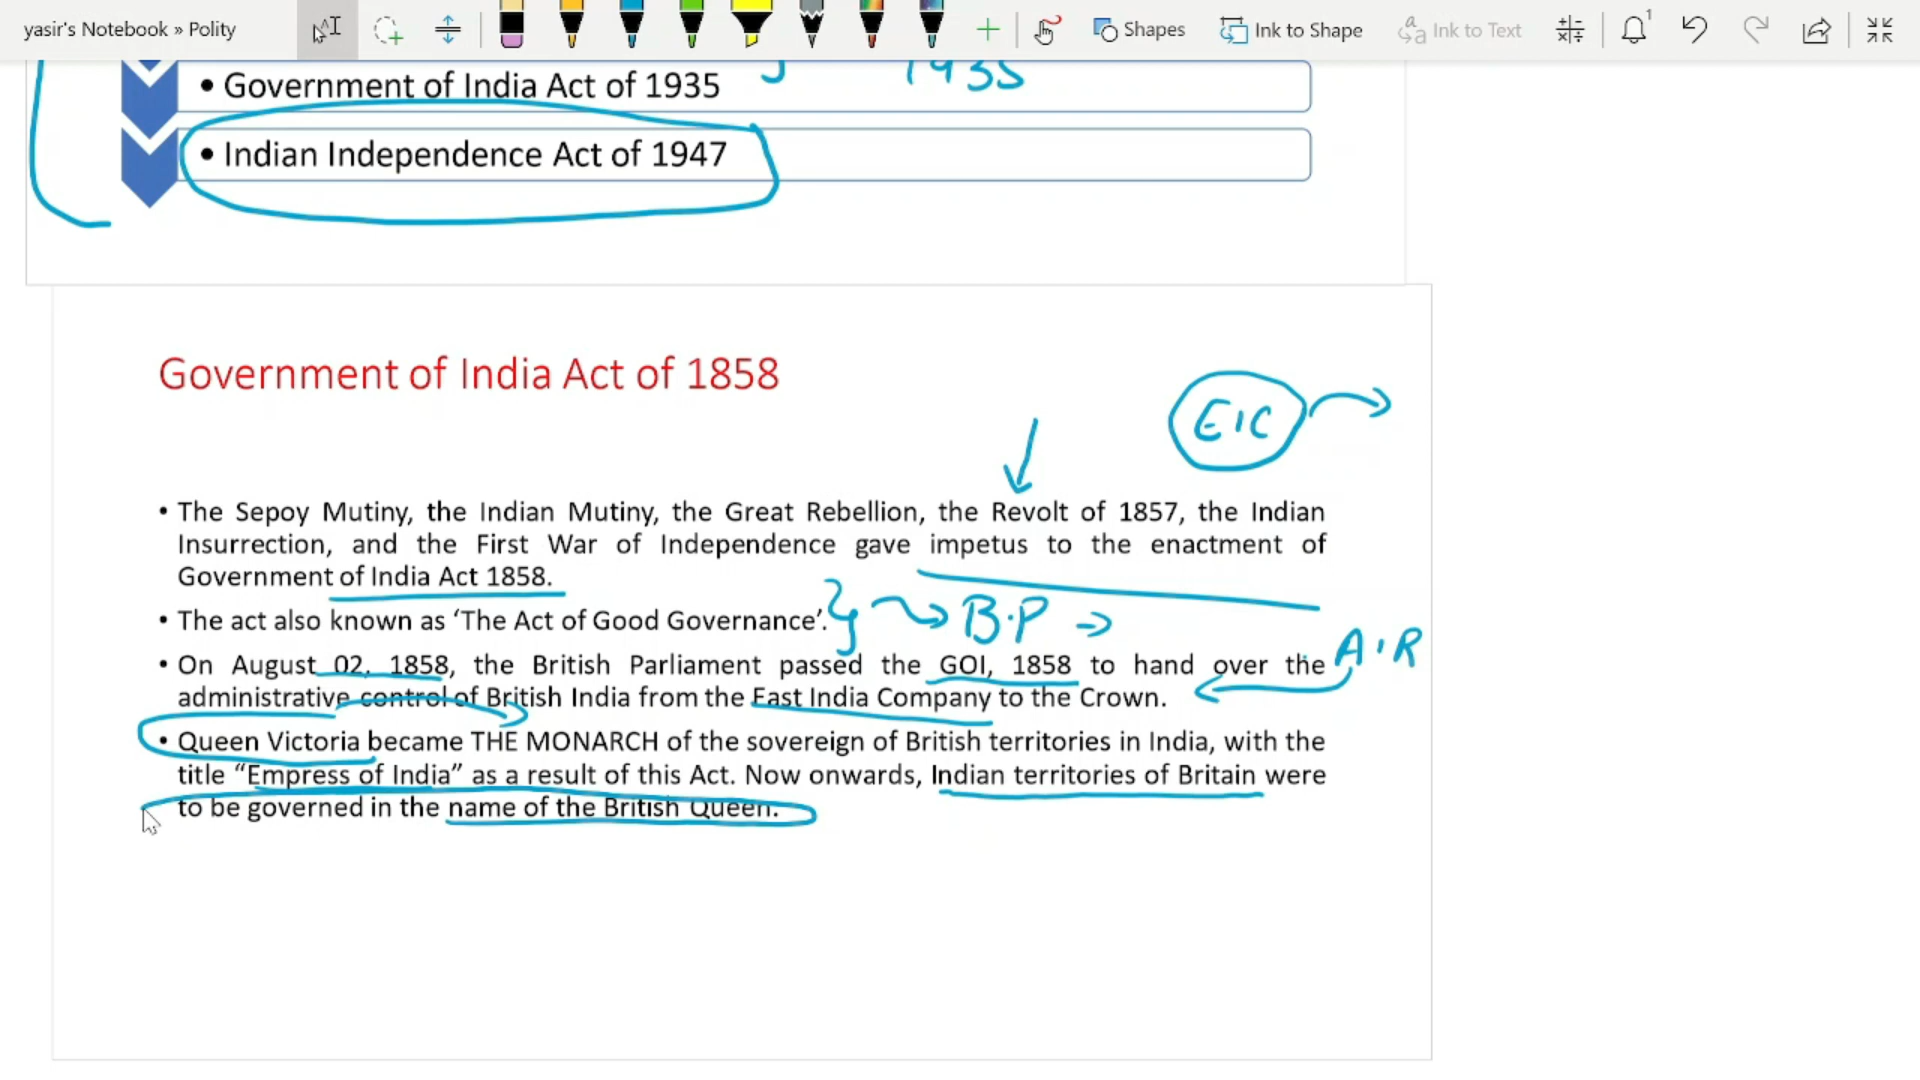 yasir's Notebook » Polity
Shapes
Ink to Shape
Ink to Text
1
• Government of India Act of 1935
1935
• Indian Independence Act of 1947
Government of India Act of 1858
EIC
• The Sepoy Mutiny, the Indian Mutiny, the Great Rebellion, the Revolt of 1857, the Indian
Insurrection, and the First War of Independence gave impetus to the enactment of
Government of India Act 1858.
• The act also known as ‘The Act of Good Governance’.
B.P
• On August 02, 1858, the British Parliament passed the GOI, 1858 to hand over the
A.R
administrative control of British India from the East India Company to the Crown.
• Queen Victoria became THE MONARCH of the sovereign of British territories in India, with the
title “Empress of India” as a result of this Act. Now onwards, Indian territories of Britain were
to be governed in the name of the British Queen.